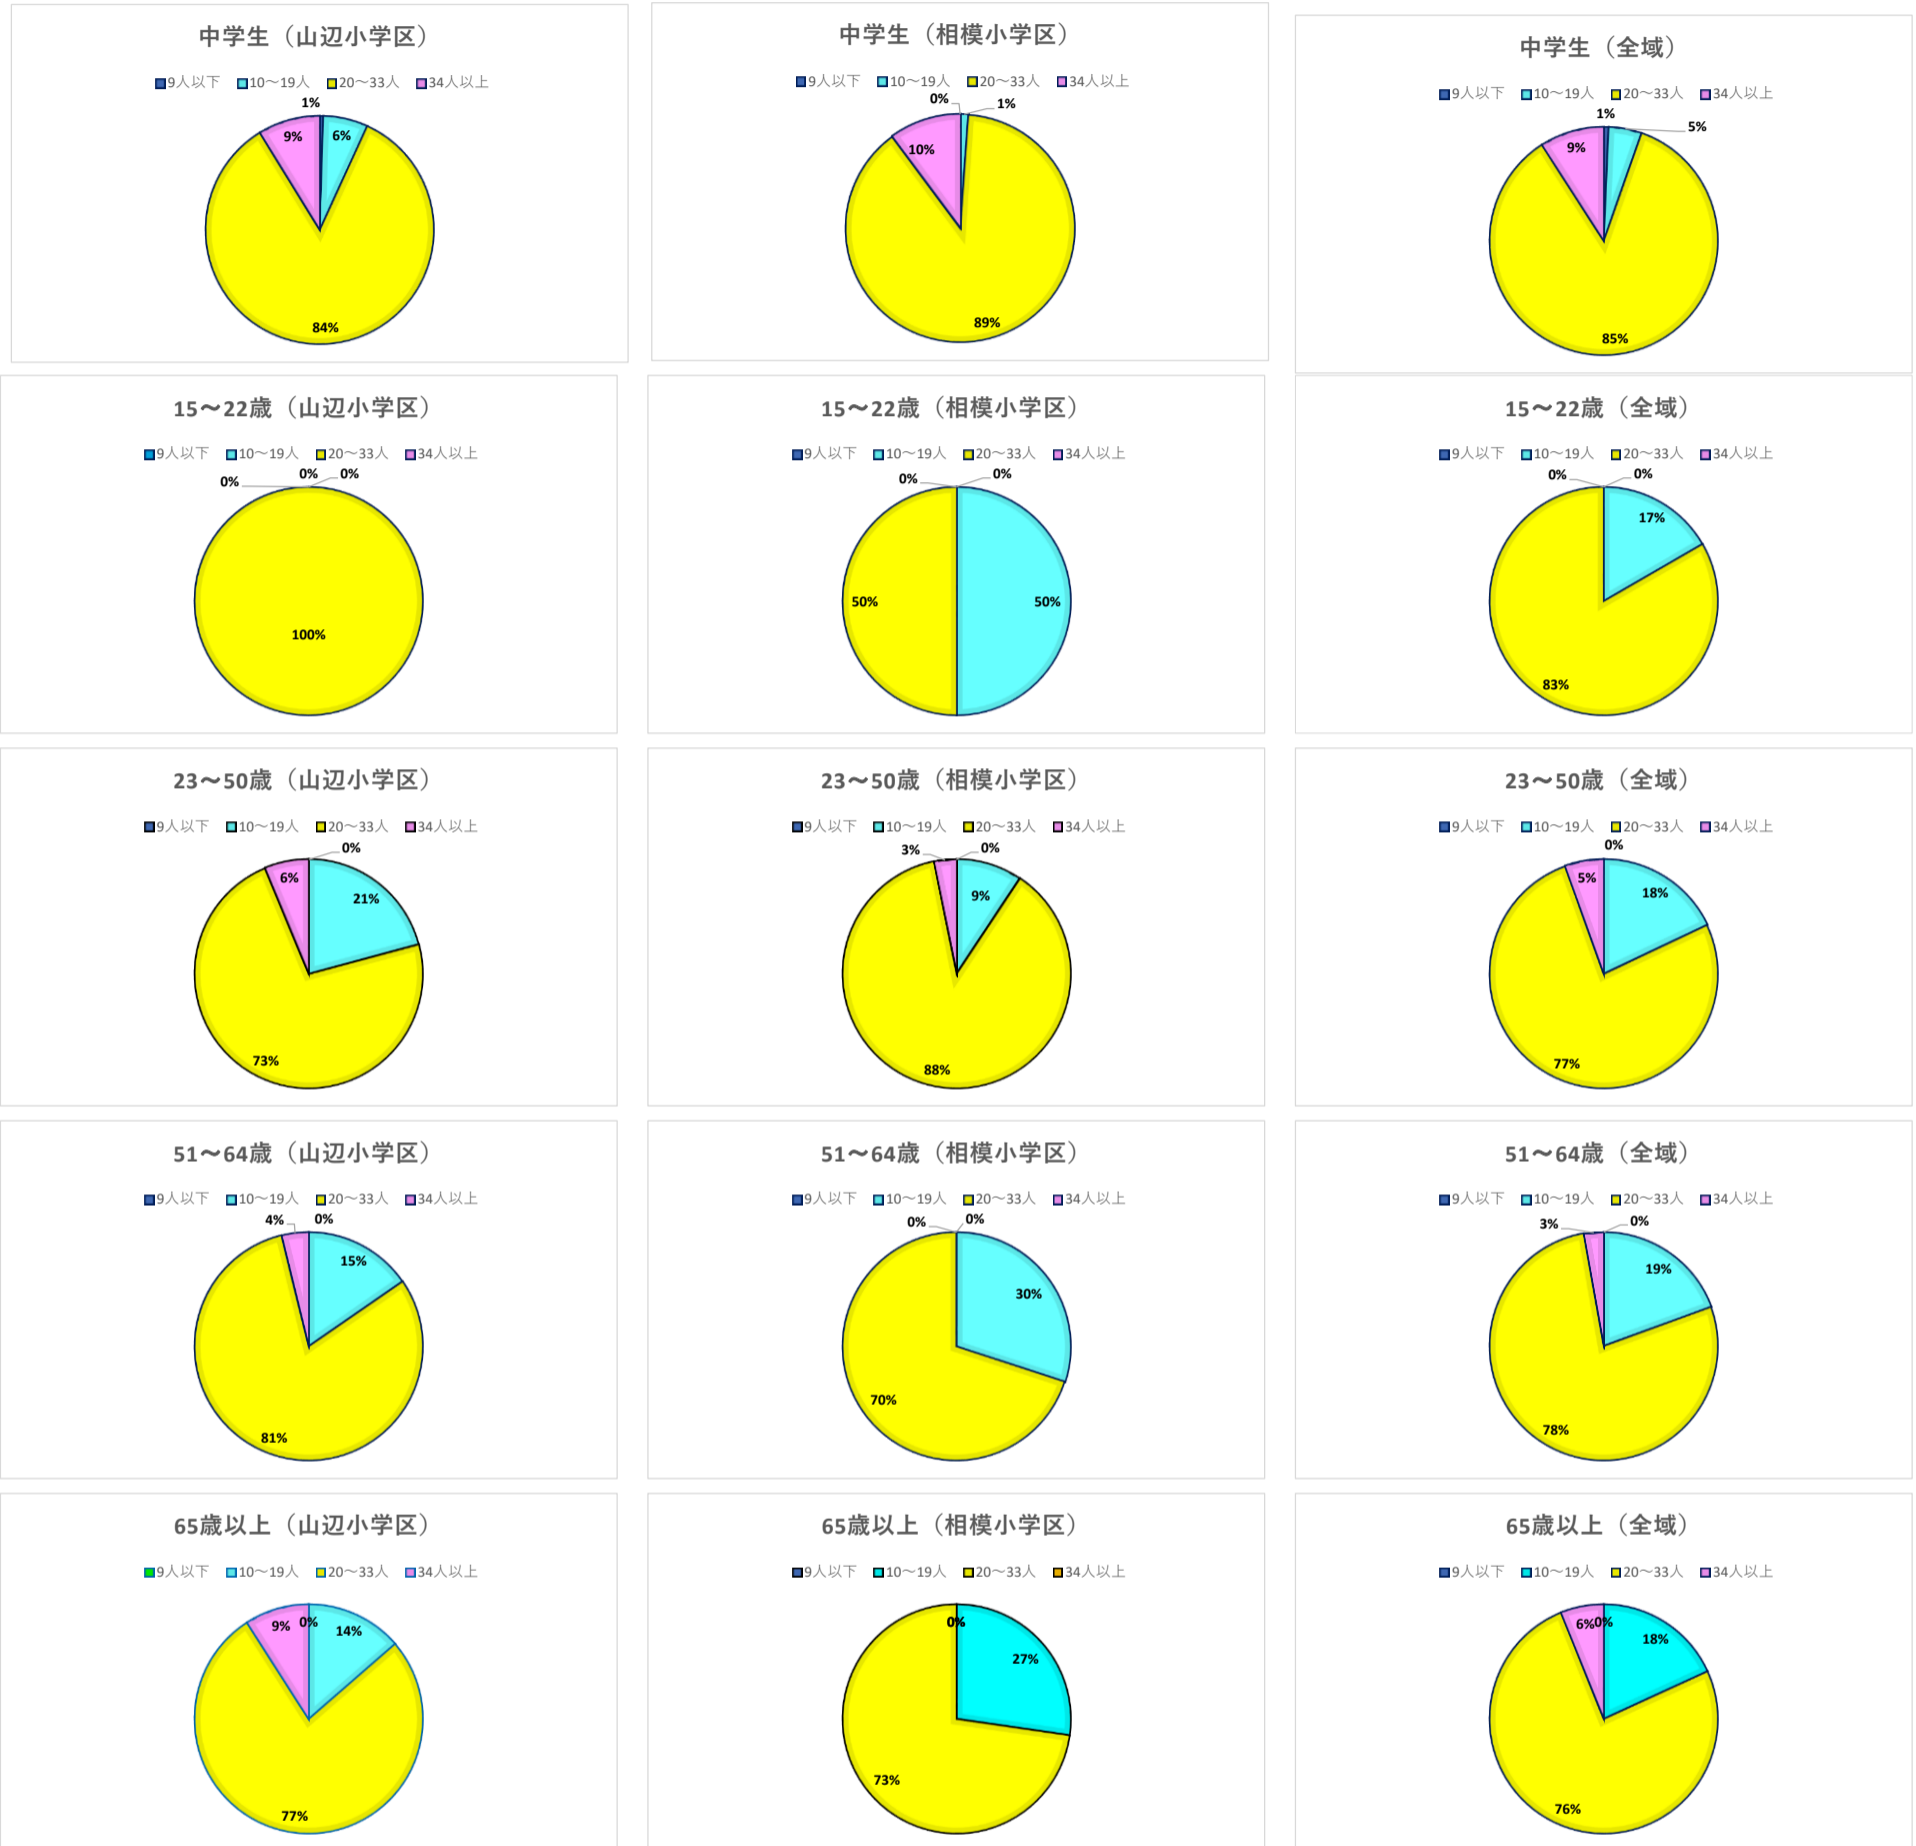 中学生（山辺小学区）
9人以下 10～19人 20～33人 34人以上
1%
9% 6%
84%
中学生（相模小学区）
9人以下 10～19人 20～33人 34人以上
0% 1%
10%
89%
中学生（全域）
9人以下 10～19人 20～33人 34人以上
1% 5%
9%
85%
15～22歳（山辺小学区）
9人以下 10～19人 20～33人 34人以上
0% 0% 0%
100%
15～22歳（相模小学区）
9人以下 10～19人 20～33人 34人以上
0% 0%
50% 50%
15～22歳（全域）
9人以下 10～19人 20～33人 34人以上
0% 0%
17%
83%
23～50歳（山辺小学区）
9人以下 10～19人 20～33人 34人以上
0%
6% 21%
73%
23～50歳（相模小学区）
9人以下 10～19人 20～33人 34人以上
3% 0%
9%
88%
23～50歳（全域）
9人以下 10～19人 20～33人 34人以上
0%
5% 18%
77%
51～64歳（山辺小学区）
9人以下 10～19人 20～33人 34人以上
4% 0%
15%
81%
51～64歳（相模小学区）
9人以下 10～19人 20～33人 34人以上
0% 0%
30%
70%
51～64歳（全域）
9人以下 10～19人 20～33人 34人以上
3% 0%
19%
78%
65歳以上（山辺小学区）
9人以下 10～19人 20～33人 34人以上
9% 0% 14%
77%
65歳以上（相模小学区）
9人以下 10～19人 20～33人 34人以上
0%
27%
73%
65歳以上（全域）
9人以下 10～19人 20～33人 34人以上
6% 0% 18%
76%